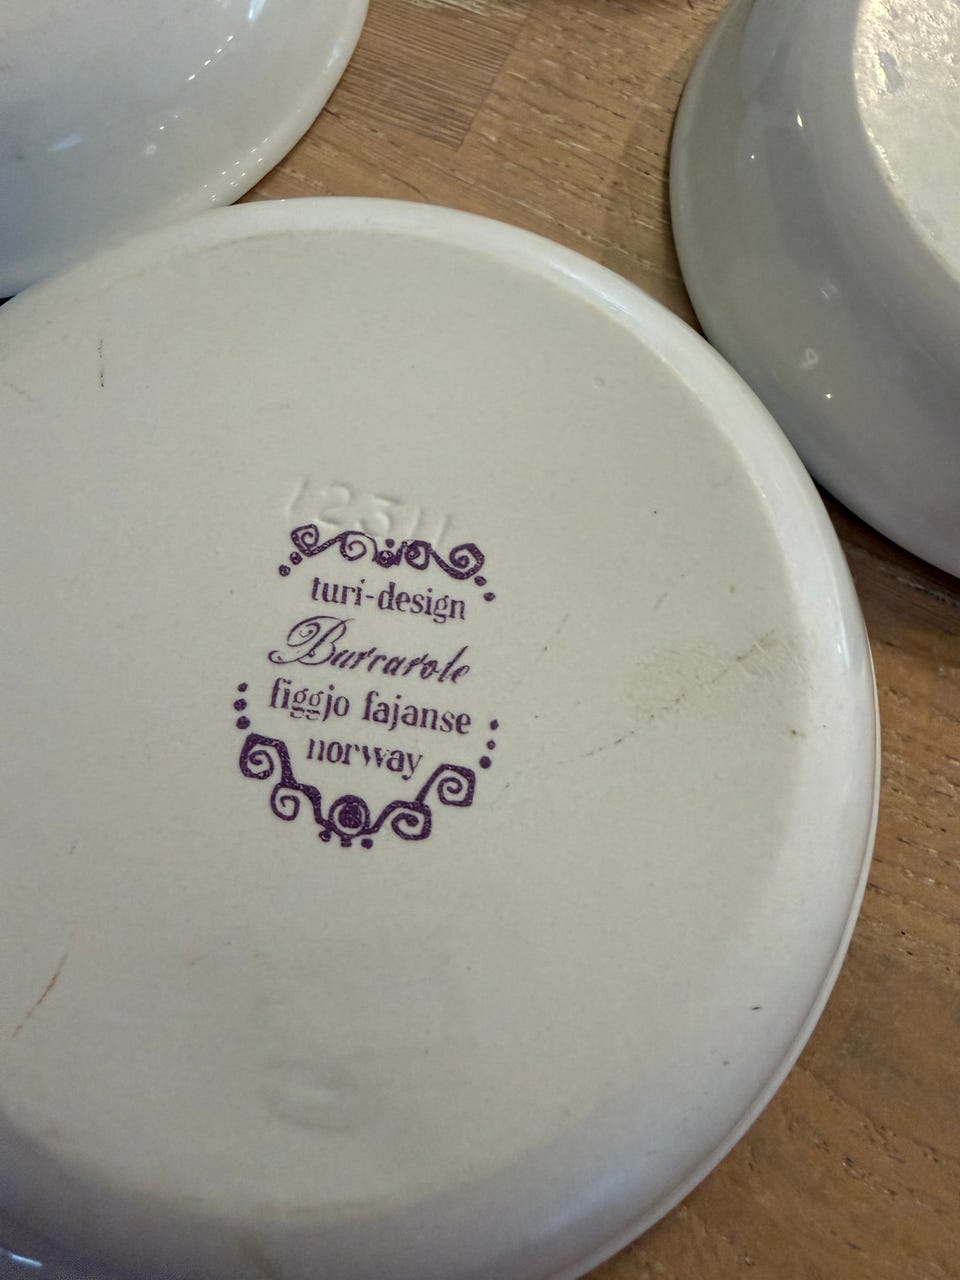 12311
turi-design
Barcarole
figgjo fajanse
norway